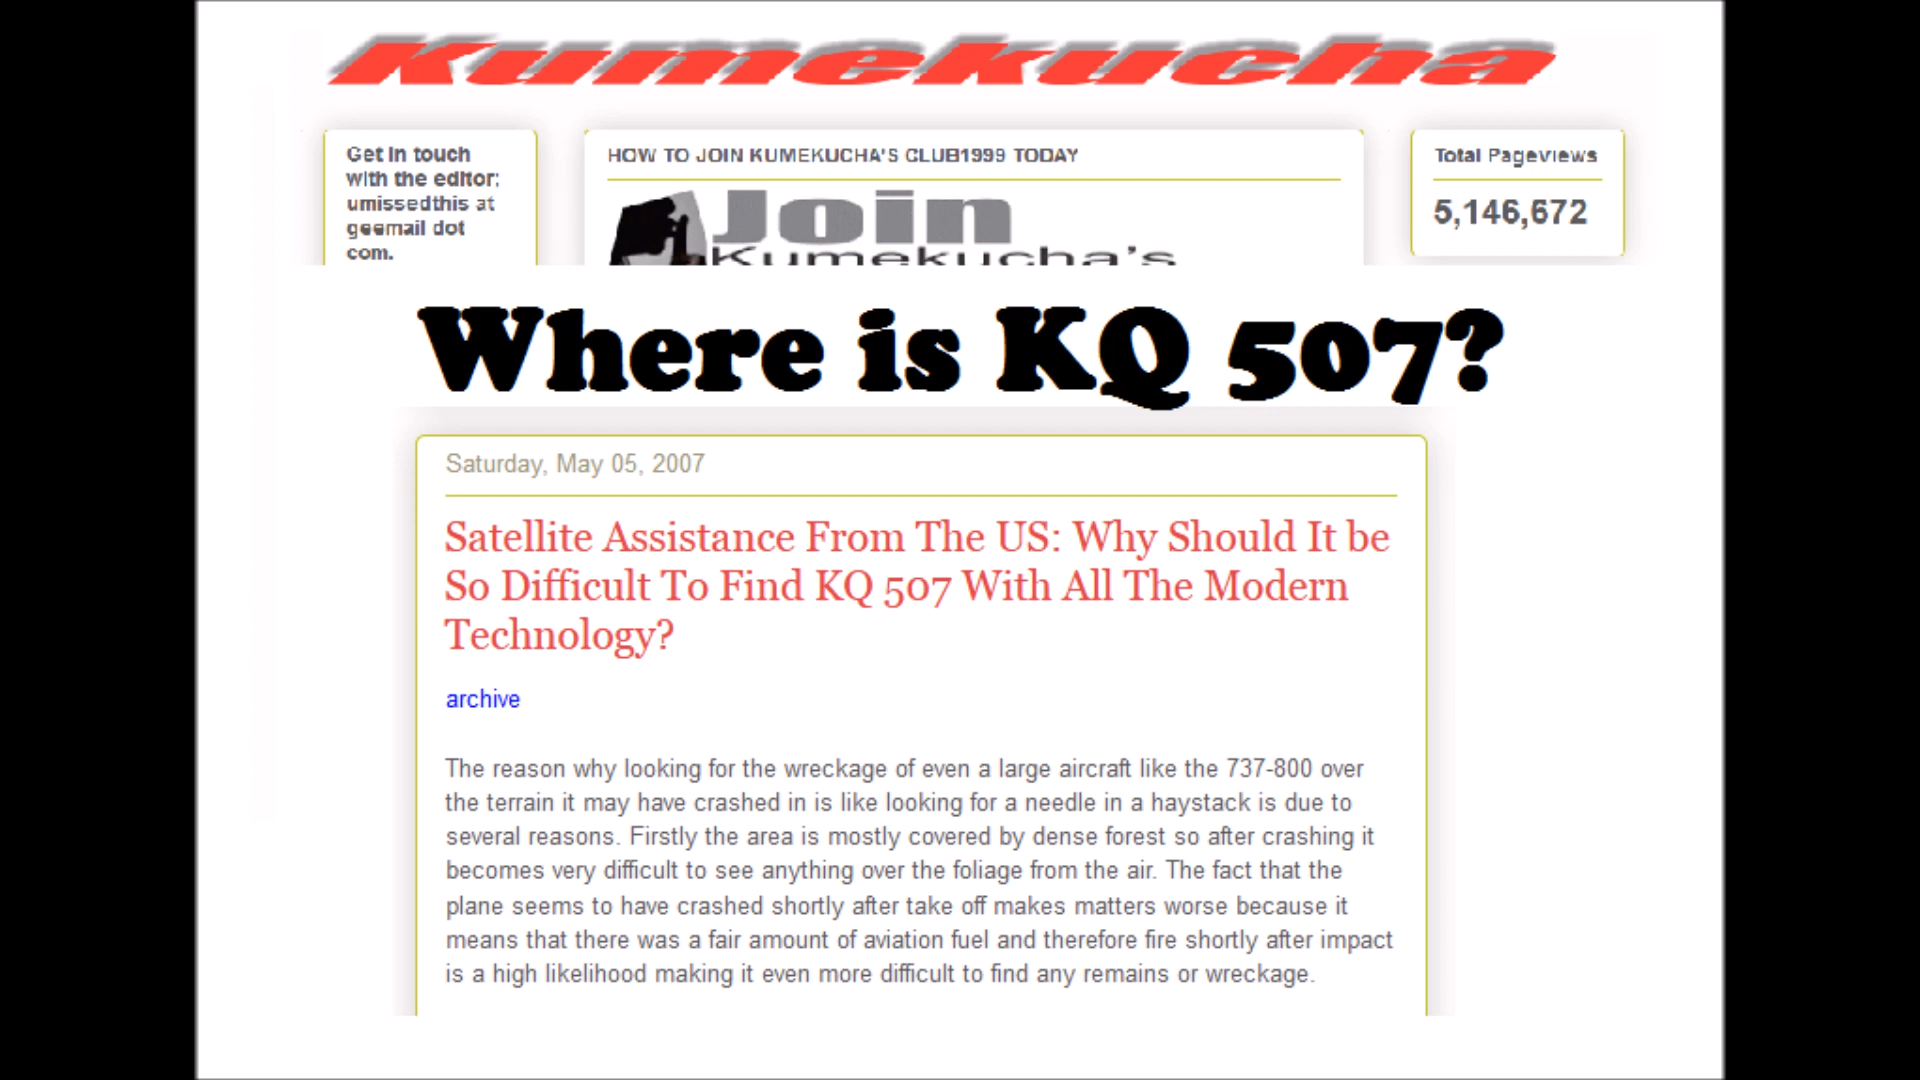 Kumekucha
Get in touch
with the editor;
umissedthis at
geemail dot
com.
HOW TO JOIN KUMEKUCHA'S CLUB1999 TODAY
Join
Kumekucha's
Total Pageviews
5,146,672
Where is KQ 507?
Saturday, May 05, 2007
Satellite Assistance From The US: Why Should It be
So Difficult To Find KQ 507 With All The Modern
Technology?
archive
The reason why looking for the wreckage of even a large aircraft like the 737-800 over
the terrain it may have crashed in is like looking for a needle in a haystack is due to
several reasons. Firstly the area is mostly covered by dense forest so after crashing it
becomes very difficult to see anything over the foliage from the air. The fact that the
plane seems to have crashed shortly after take off makes matters worse because it
means that there was a fair amount of aviation fuel and therefore fire shortly after impact
is a high likelihood making it even more difficult to find any remains or wreckage.